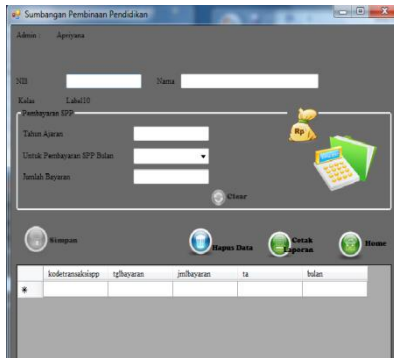 Sumbangan Pembinaan Pendidikan
Admin : Apriyana
NIS Nama
Kelas Label10
Pembayaran SPP
Rp
Tahun Ajaran
Untuk Pembayaran SPP Bulan
Jumlah Bayaran
Clear
Simpan Hapus Data Cetak Laporan Home
kodetransaksispp tglbayaran jmlbayaran ta bulan